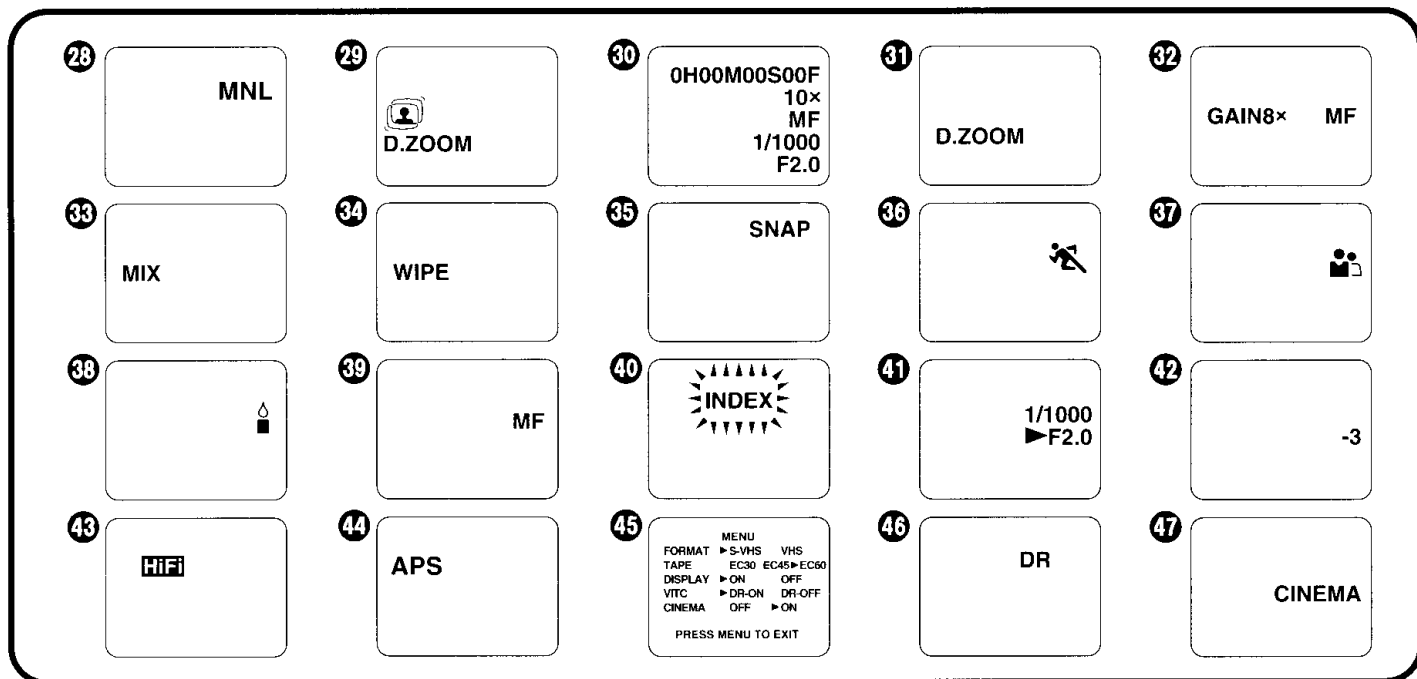 28
MNL
29
D.ZOOM
30
0H00M00S00F
10×
MF
1/1000
F2.0
31
D.ZOOM
32
GAIN8× MF
33
MIX
34
WIPE
35
SNAP
36
37
38
39
MF
40
INDEX
41
1/1000
►F2.0
42
-3
43
HiFi
44
APS
45
MENU
FORMAT ►S-VHS VHS
TAPE EC30 EC45►EC60
DISPLAY ►ON OFF
VITC ►DR-ON DR-OFF
CINEMA OFF ►ON
PRESS MENU TO EXIT
46
DR
47
CINEMA